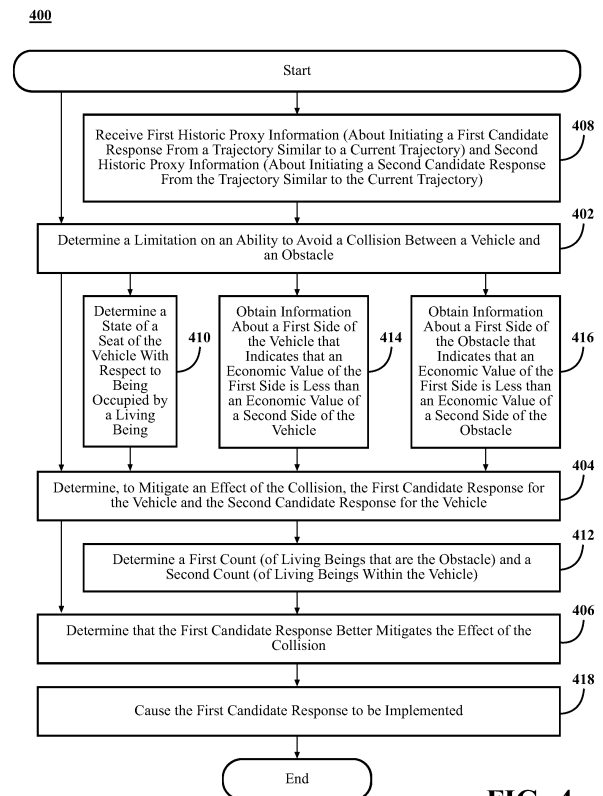 400
Start
Receive First Historic Proxy Information (About Initiating a First Candidate
Response From a Trajectory Similar to a Current Trajectory) and Second
Historic Proxy Information (About Initiating a Second Candidate Response
From the Trajectory Similar to the Current Trajectory)
408
Determine a Limitation on an Ability to Avoid a Collision Between a Vehicle and
an Obstacle
402
Determine a
State of a
Seat of the
Vehicle With
Respect to
Being
Occupied by
a Living
Being
410
Obtain Information
About a First Side of
the Vehicle that
Indicates that an
Economic Value of the
First Side is Less than
an Economic Value of
a Second Side of the
Vehicle
414
Obtain Information
About a First Side of
the Obstacle that
Indicates that an
Economic Value of the
First Side is Less than
an Economic Value of
a Second Side of the
Obstacle
416
Determine, to Mitigate an Effect of the Collision, the First Candidate Response for
the Vehicle and the Second Candidate Response for the Vehicle
404
Determine a First Count (of Living Beings that are the Obstacle) and a
Second Count (of Living Beings Within the Vehicle)
412
Determine that the First Candidate Response Better Mitigates the Effect of the
Collision
406
Cause the First Candidate Response to be Implemented
418
End
FIG. 4